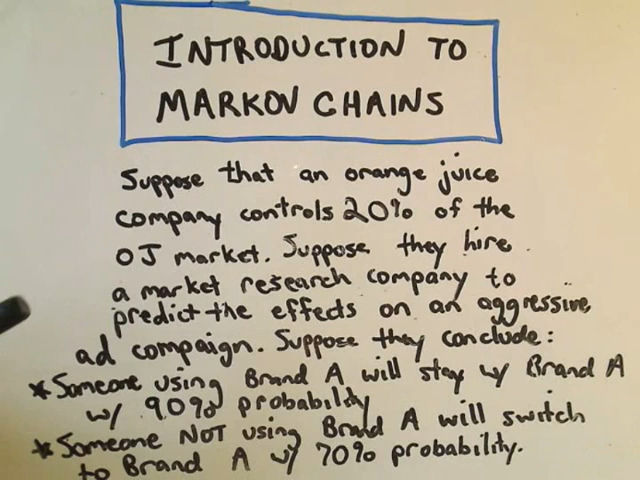 INTRODUCTION TO
MARKOV CHAINS
Suppose that an orange juice
company controls 20% of the
OJ market. Suppose they hire
a market research company to
predict the effects on an aggressive
ad compaign. Suppose they conclude:
*Someone using Brand A will stay w/ Brand A
w/ 90% probability
*Someone NOT using Brand A will switch
to Brand A w/ 70% probability.